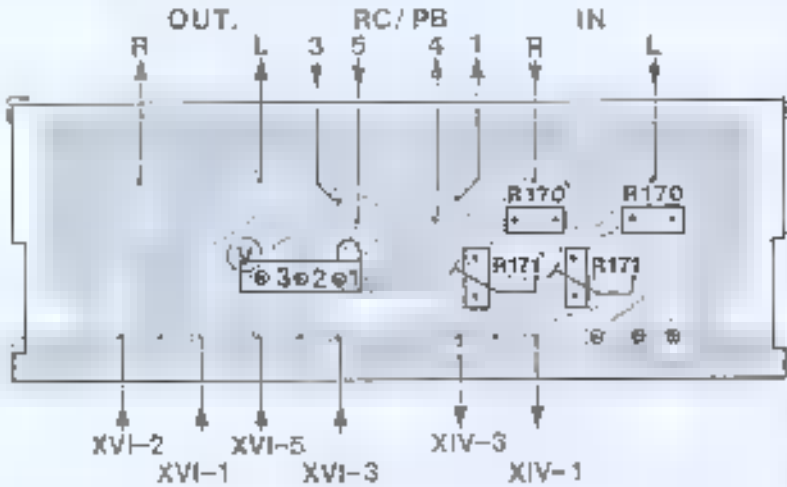 OUT. RC/PB IN
R L 3 5 4 1 R L
R170' R170
V
3 2 1 R171' R171
XVI-2 XVI-5 XIV-3
XVI-1 XVI-3 XIV-1